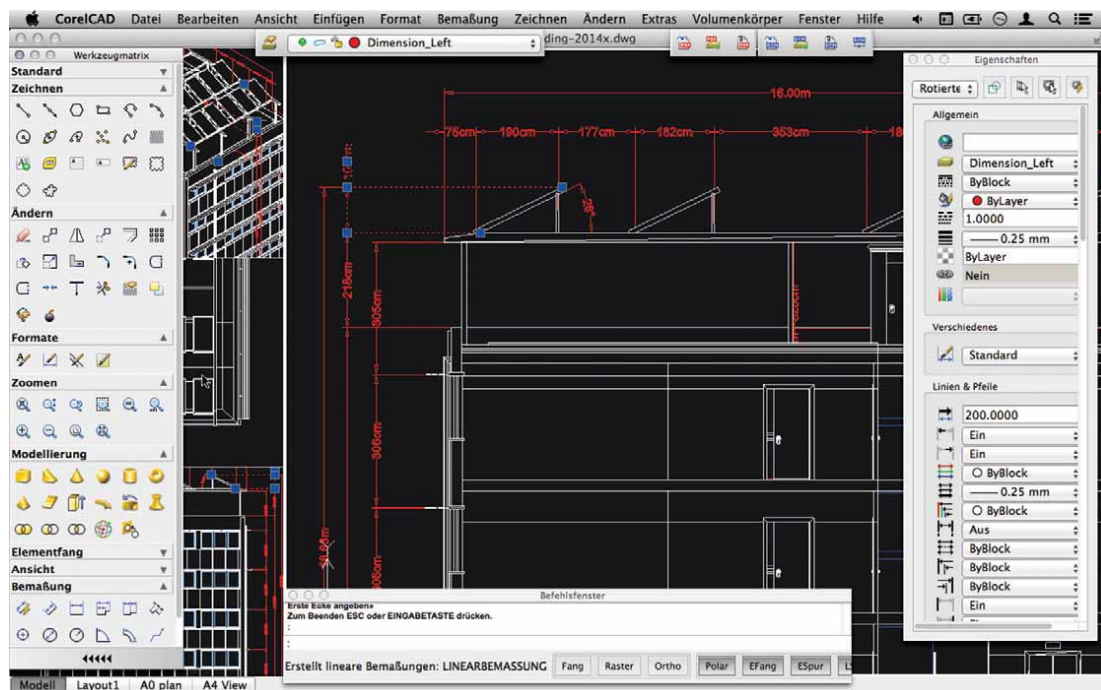 CorelCAD Datei Bearbeiten Ansicht Einfügen Format Bemaßung Zeichnen Ändern Extras Volumenkörper Fenster Hilfe
Dimension_Left
ding-2014x.dwg
Werkzeugmatrix
Standard
Zeichnen
Ändern
Formate
Zoomen
Modellierung
Elementfang
Ansicht
Bemaßung
16.00m
75cm 190cm 177cm 182cm 353cm
26°
218cm
305cm
306cm
Eigenschaften
Rotierte
Allgemein
Dimension_Left
ByBlock
ByLayer
1.0000
0.25 mm
ByLayer
Nein
Verschiedenes
Standard
Linien & Pfeile
200.0000
Ein
Ein
ByBlock
0.25 mm
ByBlock
Aus
ByBlock
ByBlock
ByBlock
Ein
Befehlsfenster
Erste Ecke angeben»
Zum Beenden ESC oder EINGABETASTE drücken.
:
:
Erstellt lineare Bemaßungen: LINEARBEMASSUNG Fang Raster Ortho Polar EFang ESpur
Modell Layout1 A0 plan A4 View